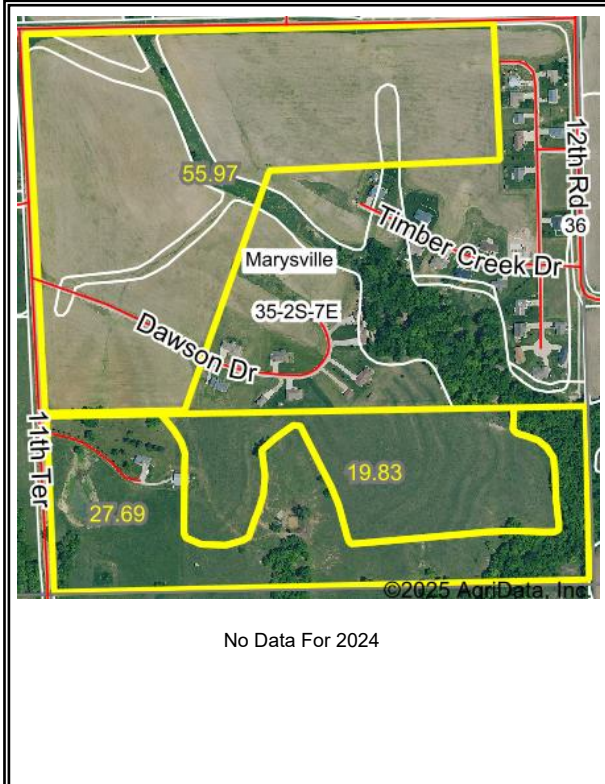 55.97
12th Rd
36
Timber Creek Dr
Marysville
35-2S-7E
Dawson Dr
11th Ter
19.83
27.69
©2025 AgriData, Inc
No Data For 2024